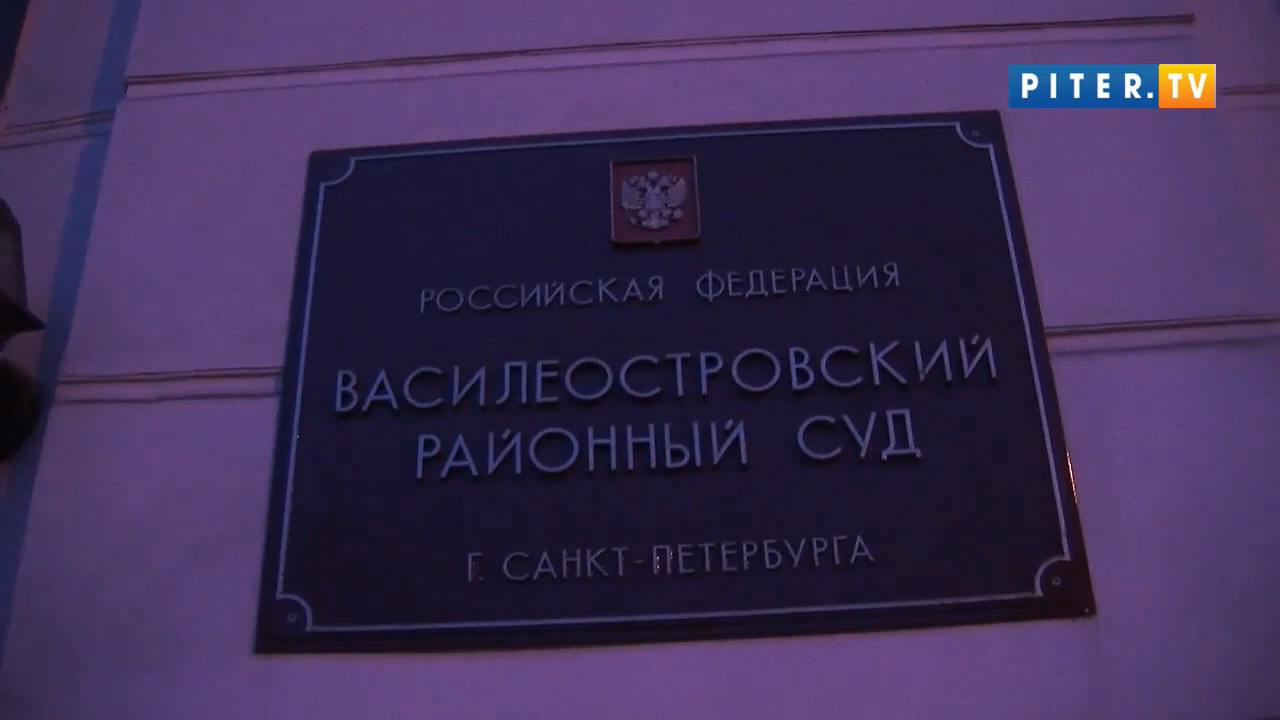 PITER.TV
РОССИЙСКАЯ ФЕДЕРАЦИЯ
ВАСИЛЕОСТРОВСКИЙ
РАЙОННЫЙ СУД
Г. САНКТ-ПЕТЕРБУРГА